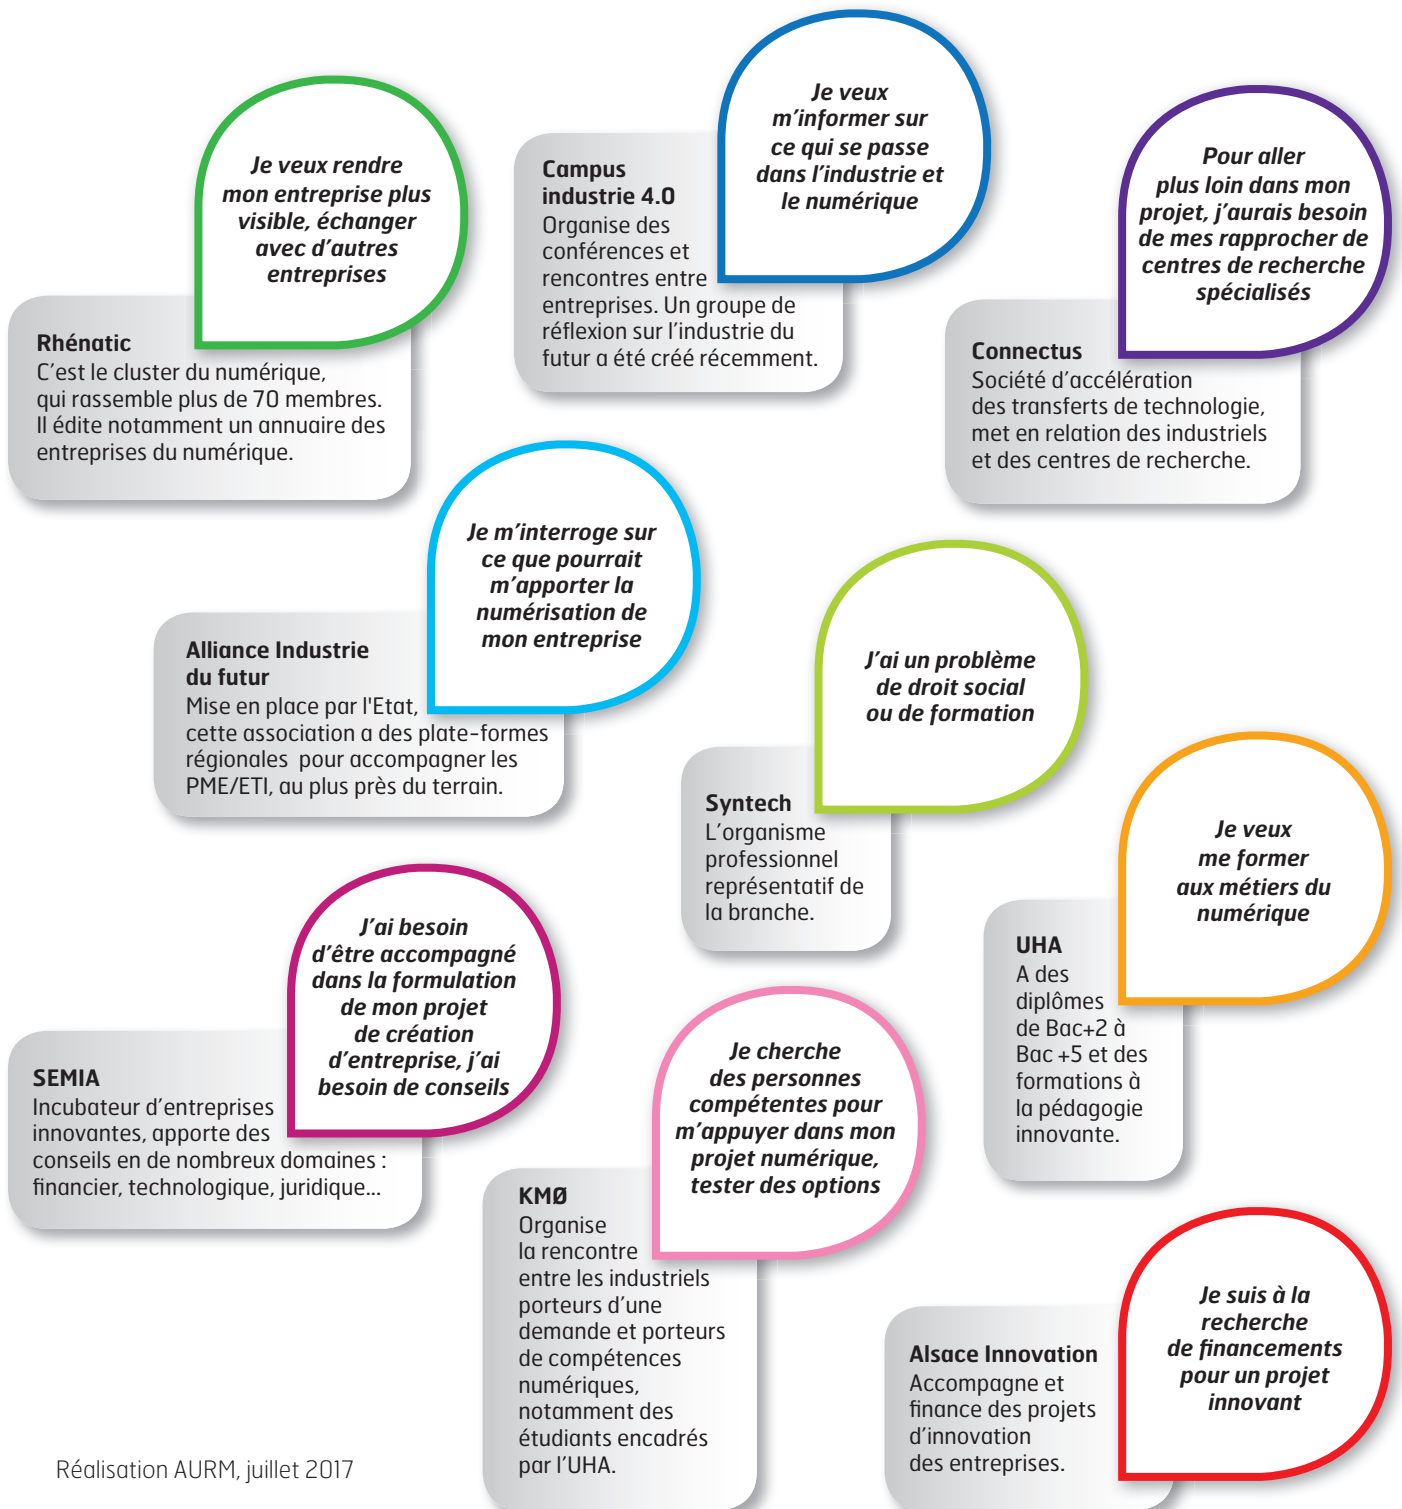 Je veux rendre
mon entreprise plus
visible, échanger
avec d'autres
entreprises
Rhénatic
C'est le cluster du numérique,
qui rassemble plus de 70 membres.
Il édite notamment un annuaire des
entreprises du numérique.
Je veux
m'informer sur
ce qui se passe
dans l'industrie et
le numérique
Campus
industrie 4.0
Organise des
conférences et
rencontres entre
entreprises. Un groupe de
réflexion sur l'industrie du
futur a été créé récemment.
Pour aller
plus loin dans mon
projet, j'aurais besoin
de mes rapprocher de
centres de recherche
spécialisés
Connectus
Société d'accélération
des transferts de technologie,
met en relation des industriels
et des centres de recherche.
Je m'interroge sur
ce que pourrait
m'apporter la
numérisation de
mon entreprise
Alliance Industrie
du futur
Mise en place par l'Etat,
cette association a des plate-formes
régionales  pour accompagner les
PME/ETI, au plus près du terrain.
J'ai un problème
de droit social
ou de formation
Syntech
L'organisme
professionnel
représentatif de
la branche.
Je veux
me former
aux métiers du
numérique
UHA
A des
diplômes
de Bac+2 à
Bac +5 et des
formations à
la pédagogie
innovante.
J'ai besoin
d'être accompagné
dans la formulation
de mon projet
de création
d'entreprise, j'ai
besoin de conseils
SEMIA
Incubateur d'entreprises
innovantes, apporte des
conseils en de nombreux domaines :
financier, technologique, juridique...
Je cherche
des personnes
compétentes pour
m'appuyer dans mon
projet numérique,
tester des options
KMØ
Organise
la rencontre
entre les industriels
porteurs d'une
demande et porteurs
de compétences
numériques,
notamment des
étudiants encadrés
par l'UHA.
Je suis à la
recherche
de financements
pour un projet
innovant
Alsace Innovation
Accompagne et
finance des projets
d'innovation
des entreprises.
Réalisation AURM, juillet 2017